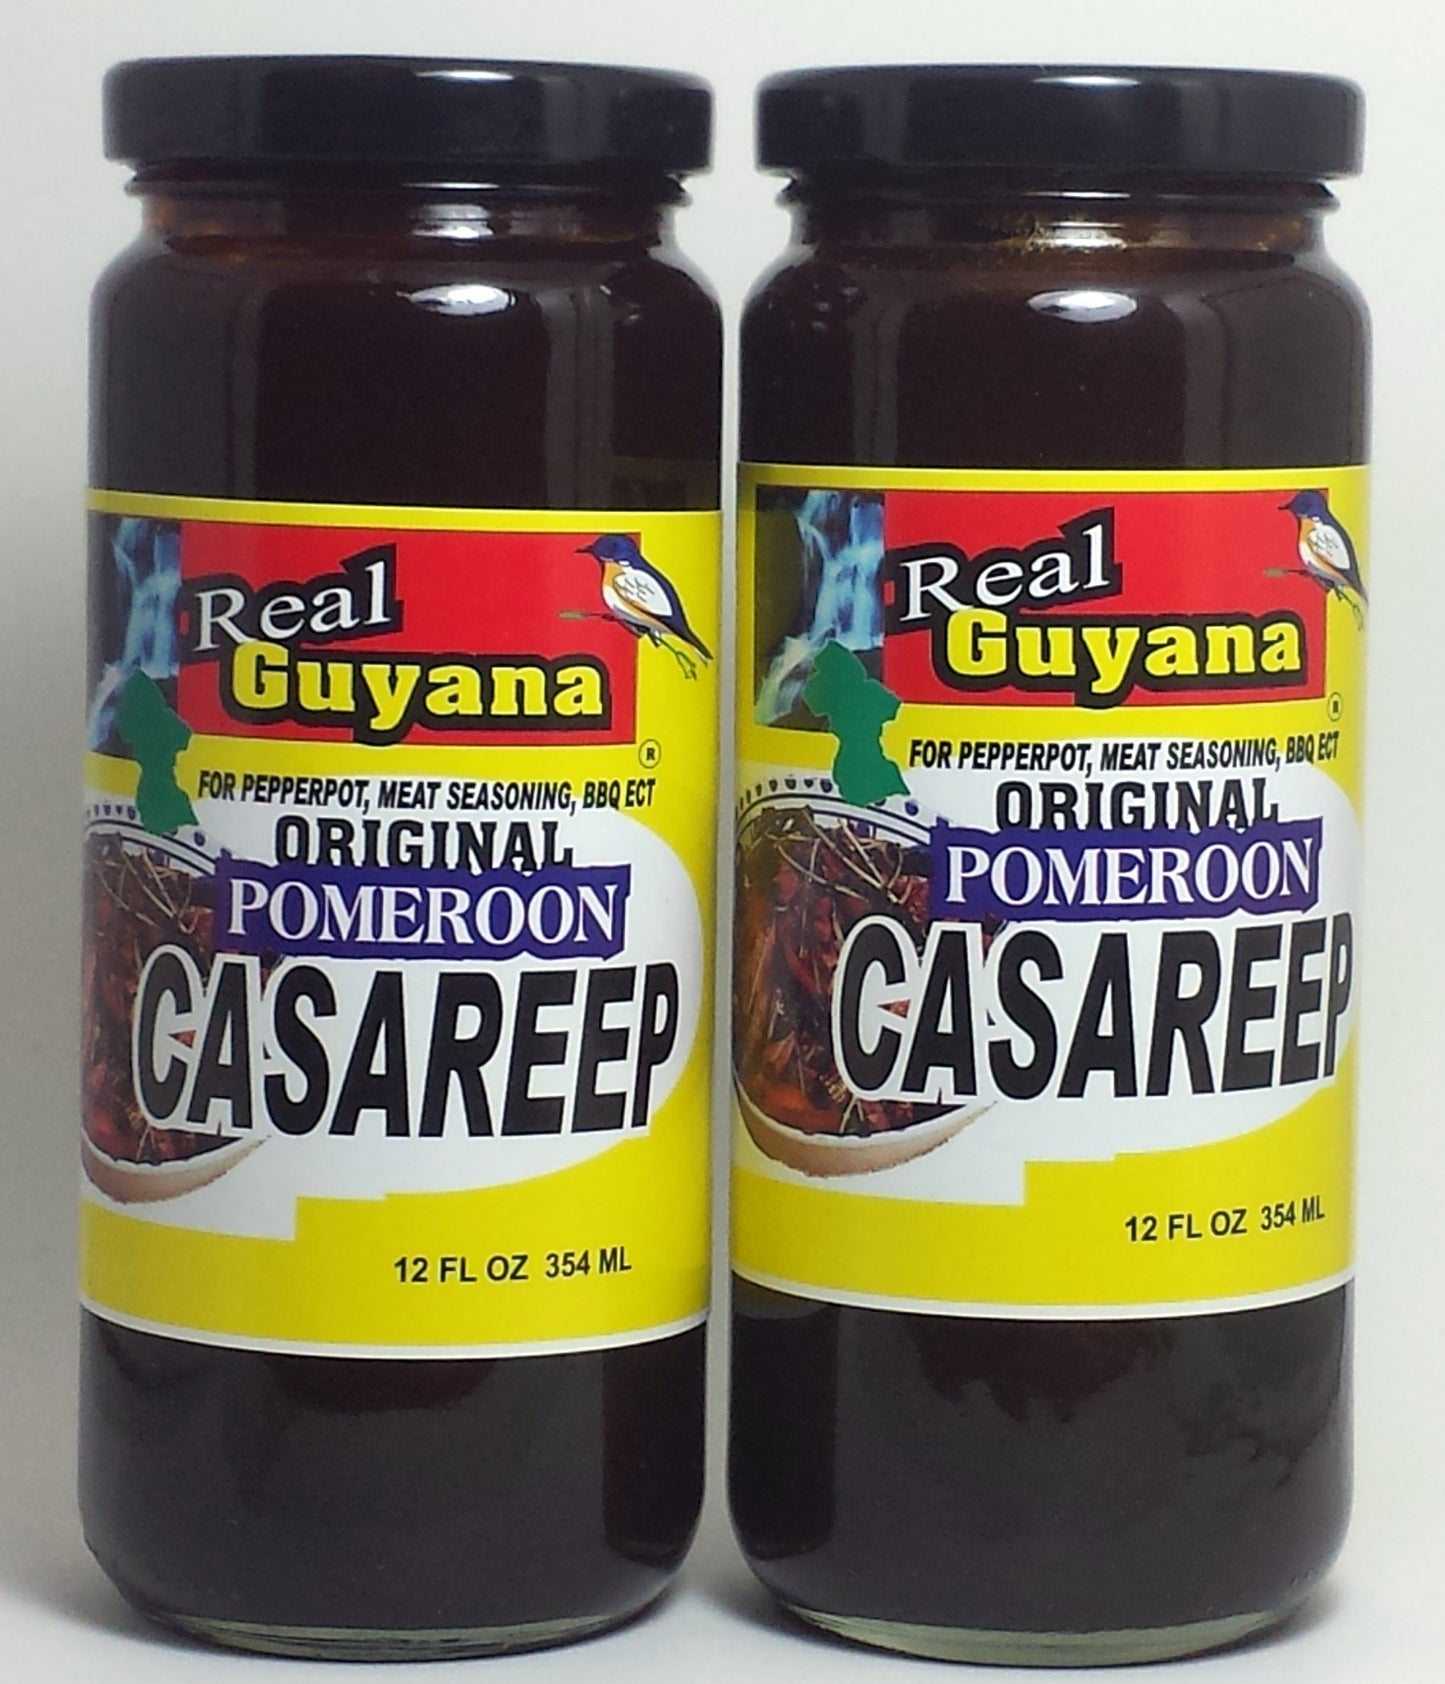 Real
Guyana
®
FOR PEPPERPOT, MEAT SEASONING, BBQ ECT
ORIGINAL
POMEROON
CASAREEP
12 FL OZ 354 ML
Real
Guyana
®
FOR PEPPERPOT, MEAT SEASONING, BBQ ECT
ORIGINAL
POMEROON
CASAREEP
12 FL OZ 354 ML